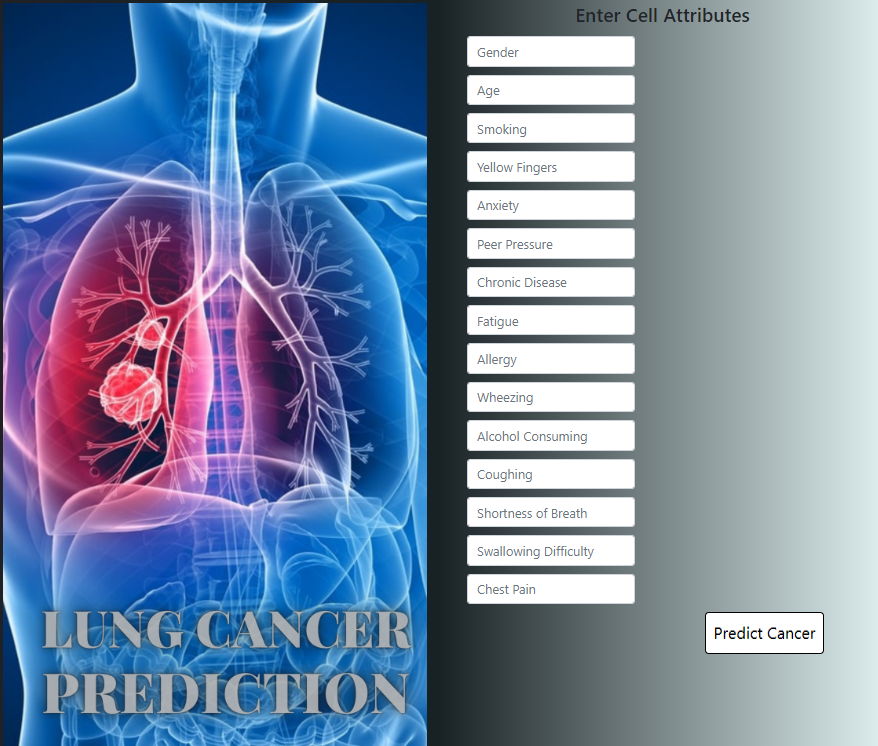 Enter Cell Attributes
Gender
Age
Smoking
Yellow Fingers
Anxiety
Peer Pressure
Chronic Disease
Fatigue
Allergy
Wheezing
Alcohol Consuming
Coughing
Shortness of Breath
Swallowing Difficulty
Chest Pain
Predict Cancer
LUNG CANCER
PREDICTION